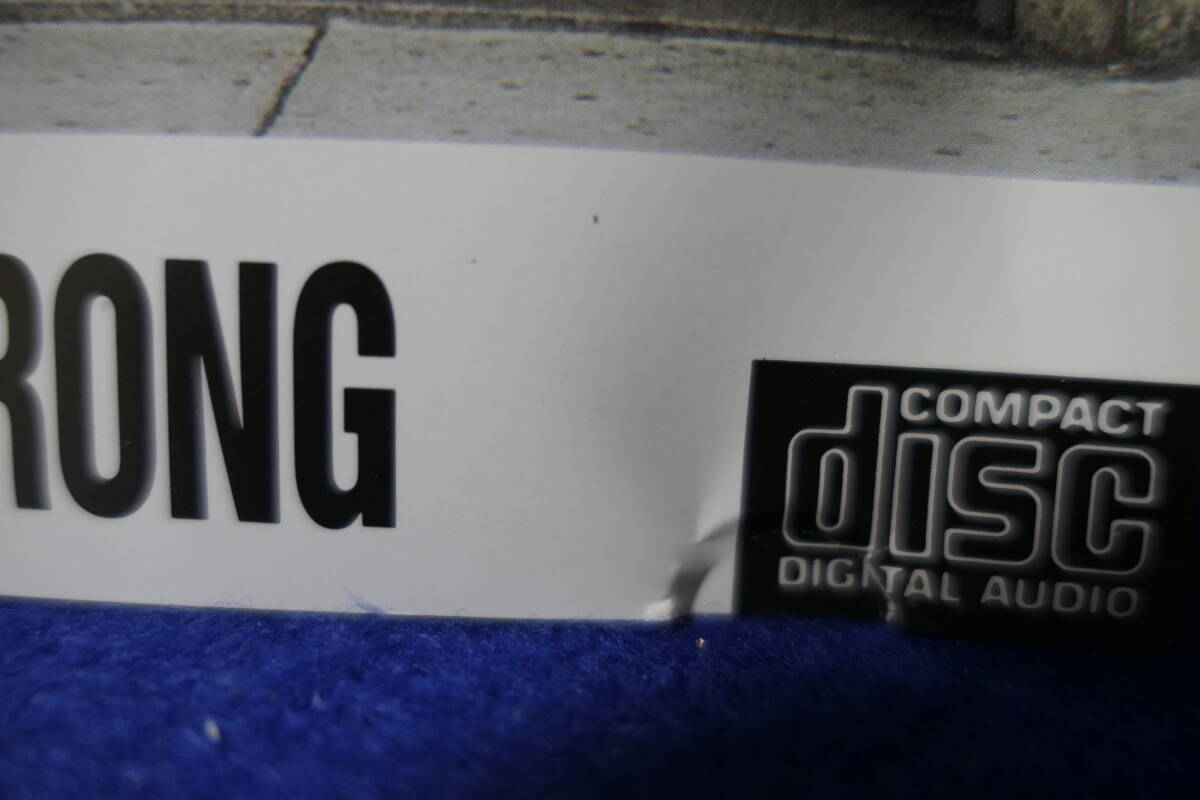 RONG
COMPACT
disc
DIGITAL AUDIO